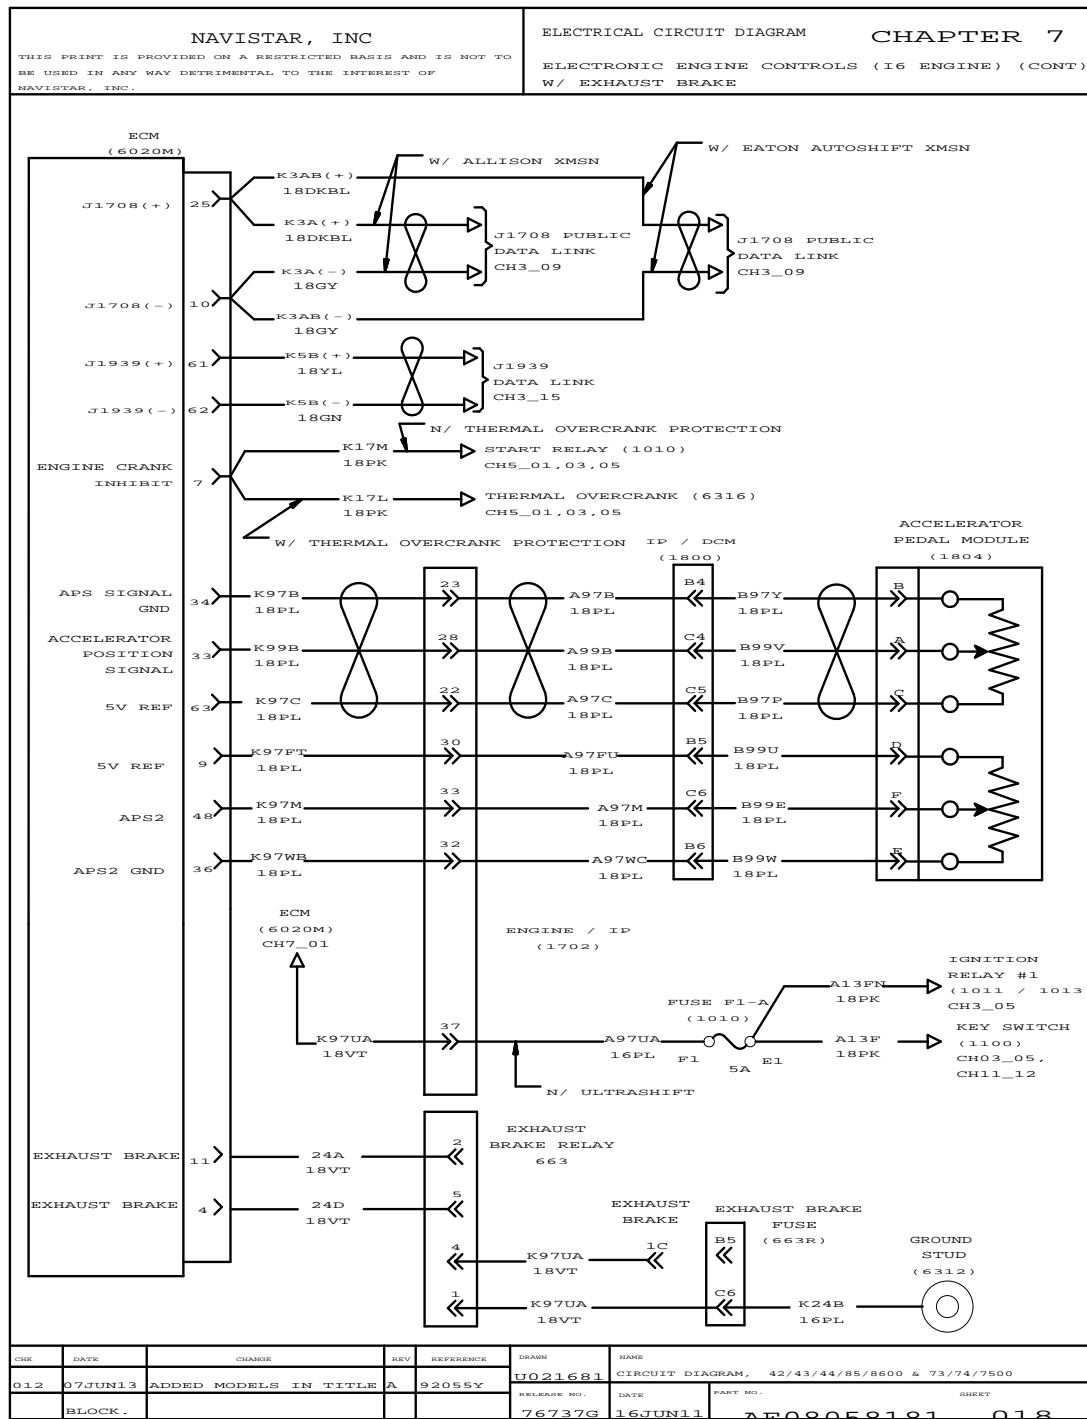 NAVISTAR, INC
THIS PRINT IS PROVIDED ON A RESTRICTED BASIS AND IS NOT TO
BE USED IN ANY WAY DETRIMENTAL TO THE INTEREST OF
NAVISTAR, INC.
ELECTRICAL CIRCUIT DIAGRAM CHAPTER 7
ELECTRONIC ENGINE CONTROLS (I6 ENGINE) (CONT)
W/ EXHAUST BRAKE
ECM
(6020M)
W/ ALLISON XMSN
W/ EATON AUTOSHIFT XMSN
J1708(+) 25
K3AB(+)
18DKBL
K3A(+)
18DKBL
J1708 PUBLIC
DATA LINK
CH3_09
J1708 PUBLIC
DATA LINK
CH3_09
K3A(-)
18GY
J1708(-) 10
K3AB(-)
18GY
J1939(+) 61
K5B(+)
18YL
J1939
DATA LINK
CH3_15
J1939(-) 62
K5B(-)
18GN
N/ THERMAL OVERCRANK PROTECTION
ENGINE CRANK
INHIBIT 7
K17M
18PK
START RELAY (1010)
CH5_01,03,05
K17L
18PK
THERMAL OVERCRANK (6316)
CH5_01,03,05
W/ THERMAL OVERCRANK PROTECTION
IP / DCM
(1800)
ACCELERATOR
PEDAL MODULE
(1804)
APS SIGNAL
GND 34
K97B
18PL
23
A97B
18PL
B4
B97Y
18PL
B
ACCELERATOR
POSITION
SIGNAL
33
K99B
18PL
28
A99B
18PL
C4
B99V
18PL
A
5V REF 63
K97C
18PL
22
A97C
18PL
C5
B97P
18PL
C
5V REF 9
K97FT
18PL
30
A97FU
18PL
B5
B99U
18PL
D
APS2 48
K97M
18PL
33
A97M
18PL
C6
B99E
18PL
F
APS2 GND 36
K97WB
18PL
32
A97WC
18PL
B6
B99W
18PL
E
ECM
(6020M)
CH7_01
ENGINE / IP
(1702)
K97UA
18VT
37
A97UA
16PL
FUSE F1-A
(1010)
F1
5A
E1
A13FN
18PK
IGNITION
RELAY #1
(1011 / 1013
CH3_05
A13F
18PK
KEY SWITCH
(1100)
CH03_05,
CH11_12
N/ ULTRASHIFT
EXHAUST
BRAKE RELAY
663
EXHAUST BRAKE 11
24A
18VT
2
EXHAUST BRAKE 4
24D
18VT
5
EXHAUST
BRAKE
EXHAUST BRAKE
FUSE
(663R)
GROUND
STUD
(6312)
4
K97UA
18VT
1C
B5
1
K97UA
18VT
C6
K24B
16PL
CHK DATE CHANGE REV REFERENCE
012 07JUN13 ADDED MODELS IN TITLE A 92055Y
BLOCK.
DRAWN
U021681
NAME
CIRCUIT DIAGRAM, 42/43/44/85/8600 & 73/74/7500
RELEASE NO.
76737G
DATE
16JUN11
PART NO.
AE08058181
SHEET
018